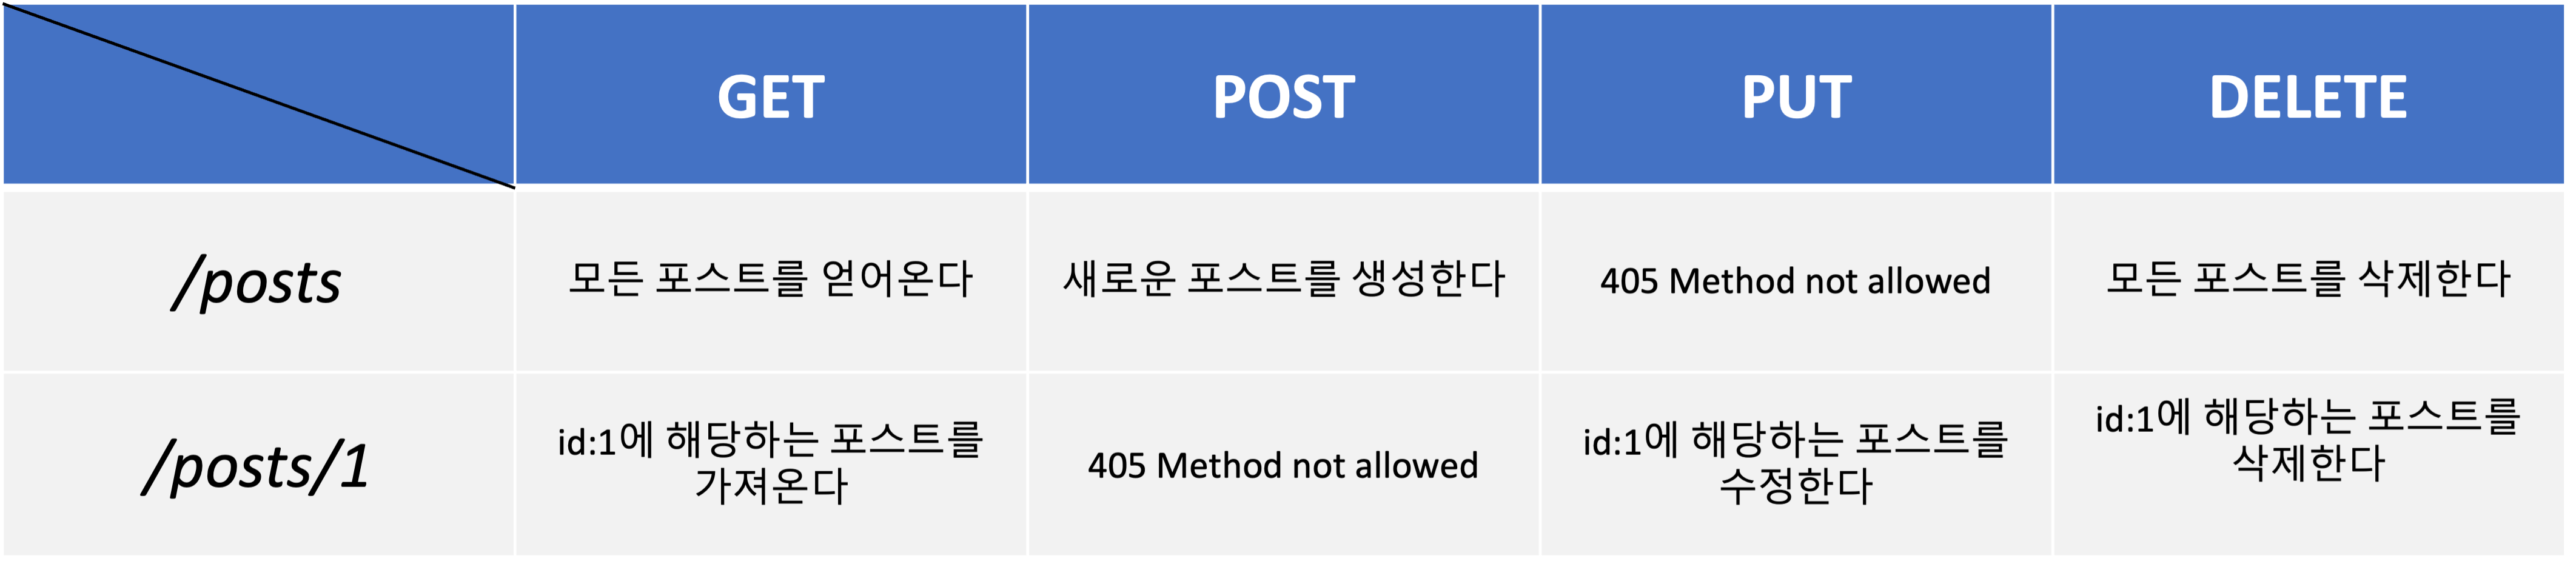 GET
POST
PUT
DELETE
/posts
모든 포스트를 얻어온다
새로운 포스트를 생성한다
405 Method not allowed
모든 포스트를 삭제한다
/posts/1
id:1에 해당하는 포스트를
가져온다
405 Method not allowed
id:1에 해당하는 포스트를
수정한다
id:1에 해당하는 포스트를
삭제한다